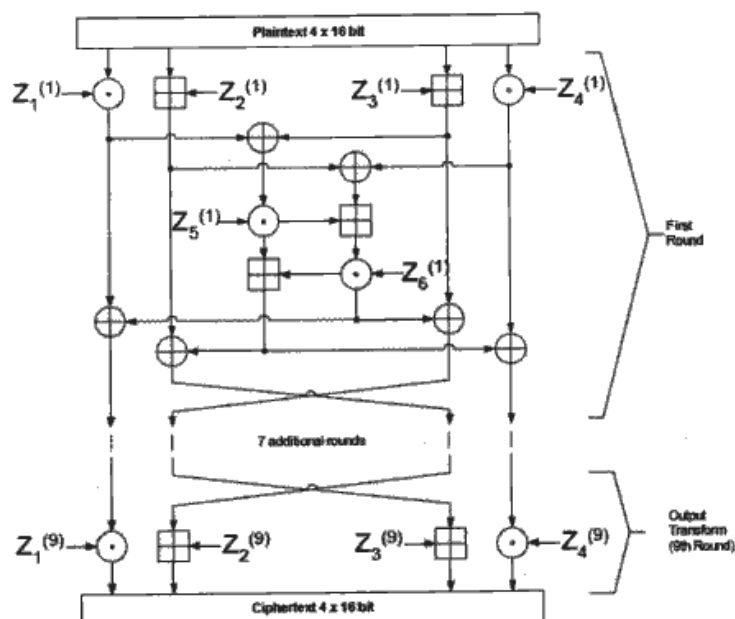 Plaintext 4 x 16 bit
Z₁⁽¹⁾ Z₂⁽¹⁾ Z₃⁽¹⁾ Z₄⁽¹⁾
Z₅⁽¹⁾
Z₆⁽¹⁾
First
Round
7 additional rounds
Z₁⁽⁹⁾ Z₂⁽⁹⁾ Z₃⁽⁹⁾ Z₄⁽⁹⁾
Output
Transform
(9th Round)
Ciphertext 4 x 16 bit